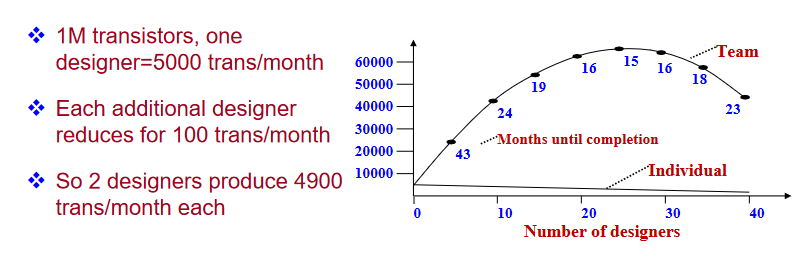 ❖ 1M transistors, one
designer=5000 trans/month
❖ Each additional designer
reduces for 100 trans/month
❖ So 2 designers produce 4900
trans/month each
60000
50000
40000
30000
20000
10000
43
24
19
16
15
16
18
23
Team
Months until completion
Individual
0
10
20
30
40
Number of designers